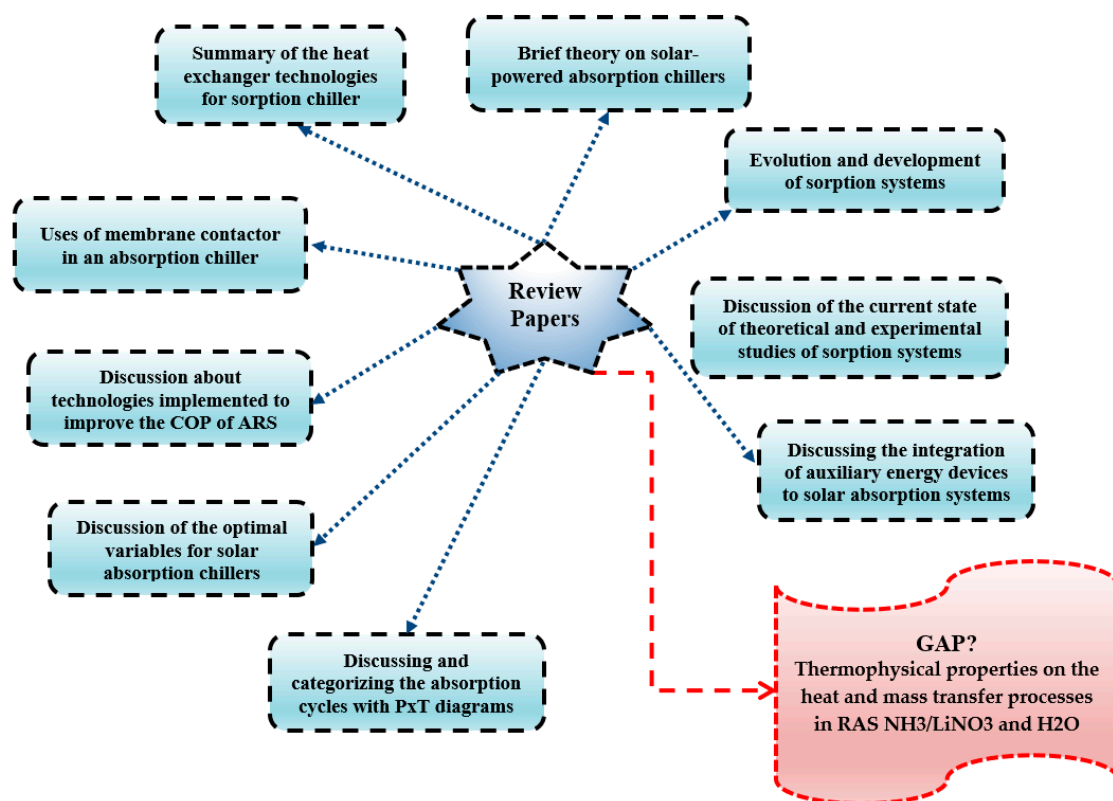 Summary of the heat
exchanger technologies
for sorption chiller
Brief theory on solar-
powered absorption chillers
Evolution and development
of sorption systems
Uses of membrane contactor
in an absorption chiller
Review
Papers
Discussion of the current state
of theoretical and experimental
studies of sorption systems
Discussion about
technologies implemented to
improve the COP of ARS
Discussing the integration
of auxiliary energy devices
to solar absorption systems
Discussion of the optimal
variables for solar
absorption chillers
Discussing and
categorizing the absorption
cycles with PxT diagrams
GAP?
Thermophysical properties on the
heat and mass transfer processes
in RAS NH3/LiNO3 and H2O